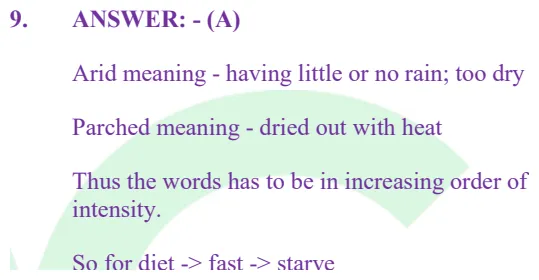 9. ANSWER: - (A)
Arid meaning - having little or no rain; too dry
Parched meaning - dried out with heat
Thus the words has to be in increasing order of
intensity.
So for diet -> fast -> starve